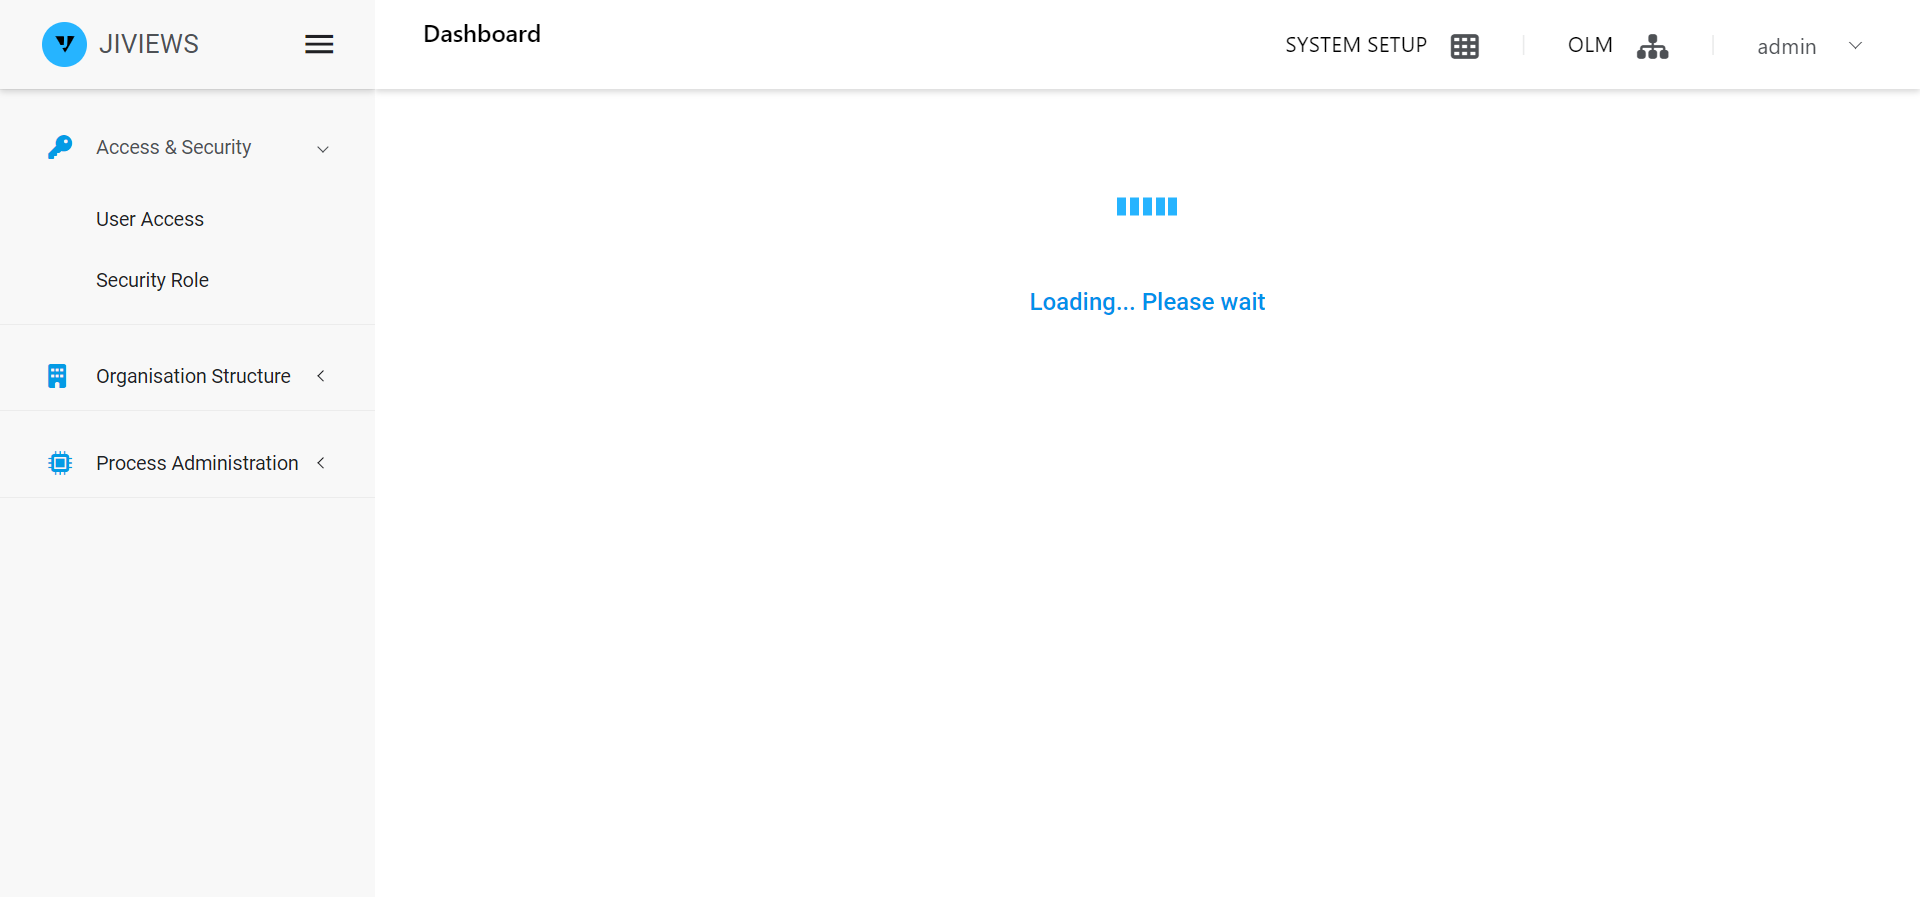 JIVIEWS
Dashboard
SYSTEM SETUP
OLM
admin
Access & Security
User Access
Security Role
Organisation Structure
Process Administration
Loading... Please wait